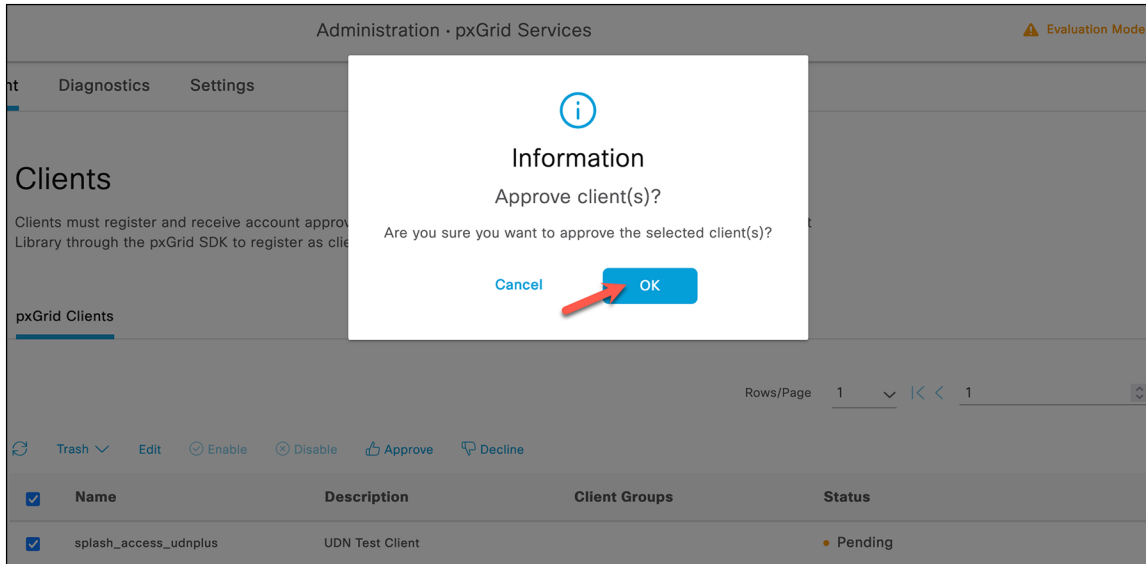 Administration · pxGrid Services
Evaluation Mode
nt Diagnostics Settings
Information
Approve client(s)?
Are you sure you want to approve the selected client(s)?
Cancel OK
Clients
Clients must register and receive account approv
Library through the pxGrid SDK to register as clie
t
pxGrid Clients
Rows/Page 1 1
Trash Edit Enable Disable Approve Decline
Name Description Client Groups Status
splash_access_udnplus UDN Test Client Pending